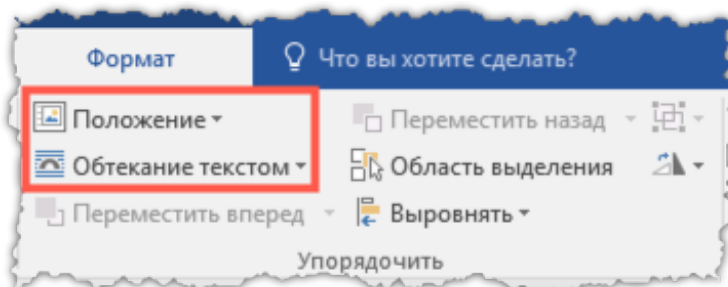 Формат
Что вы хотите сделать?
Положение
Переместить назад
Обтекание текстом
Область выделения
Переместить вперед
Выровнять
Упорядочить